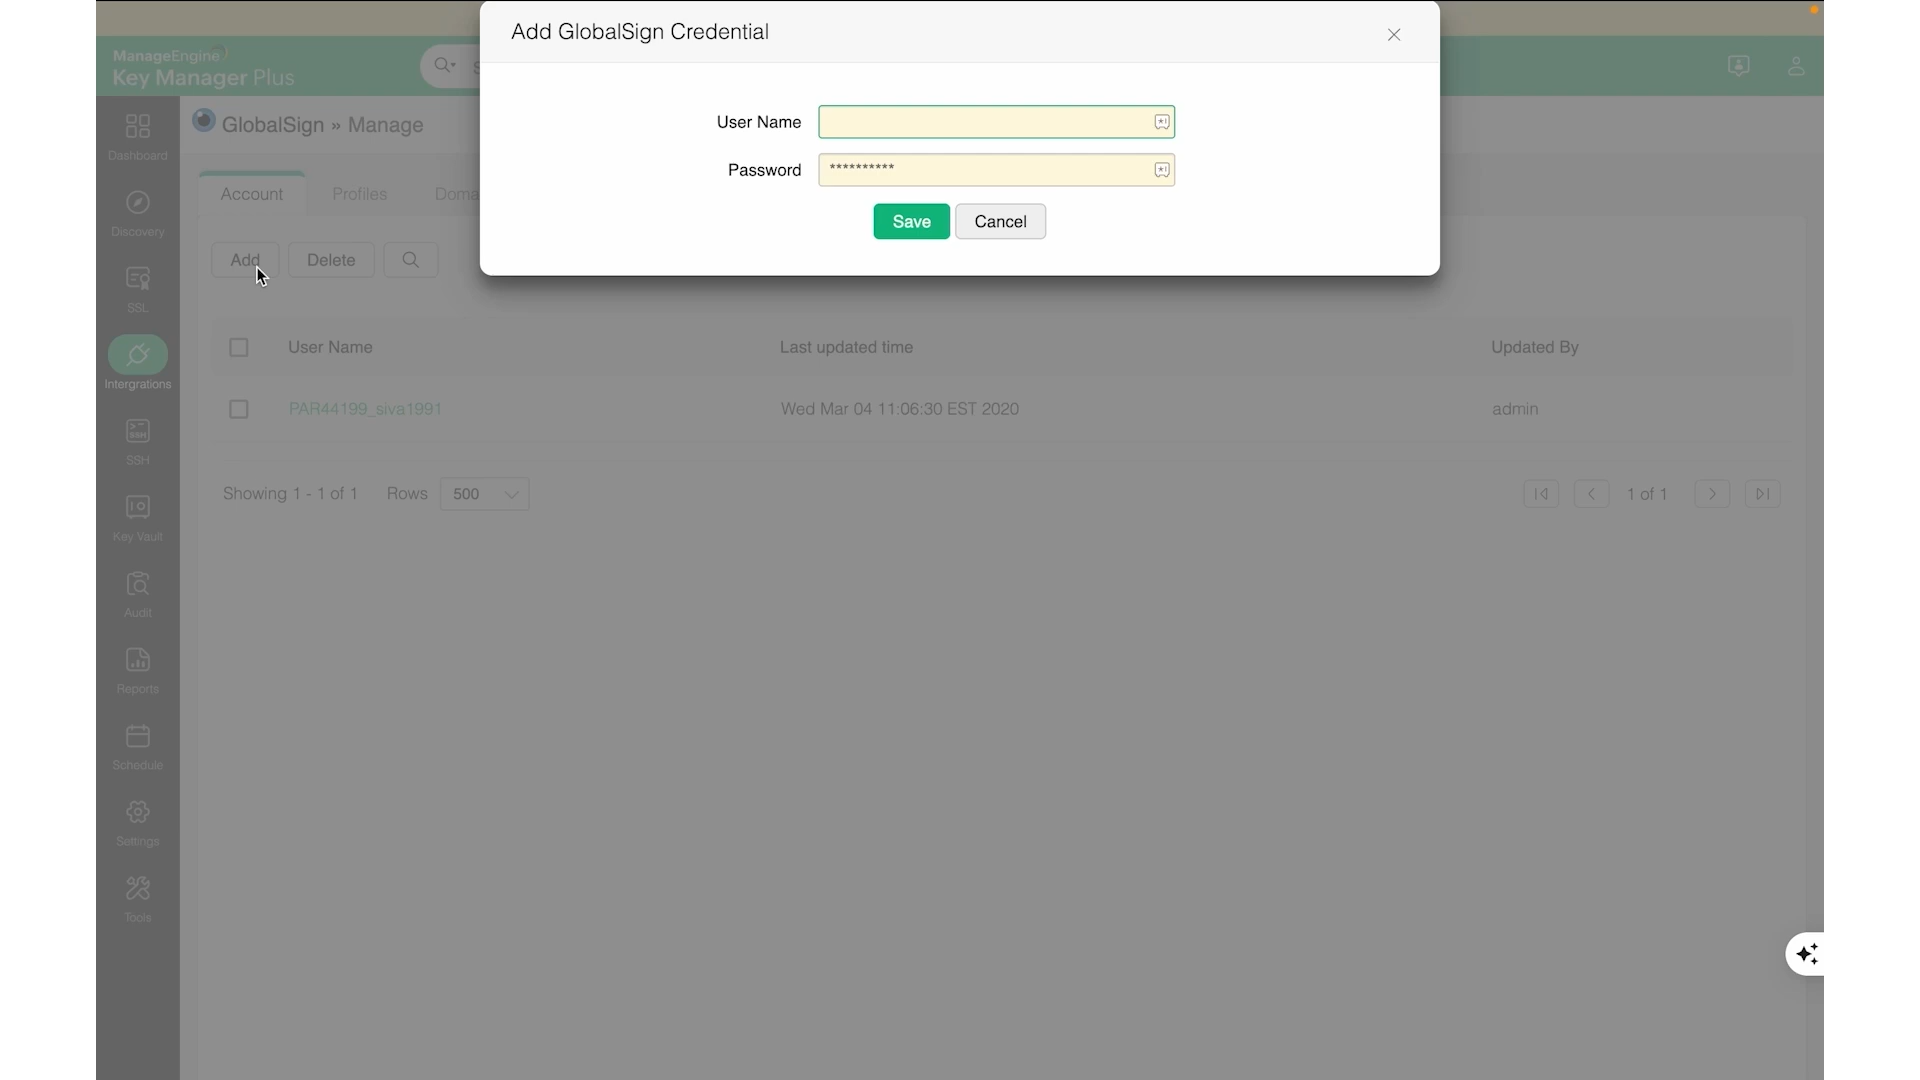 Add GlobalSign Credential
ManageEngine
Key Manager Plus
User Name
Password **********
Save Cancel
GlobalSign » Manage
Account Profiles Doma
Add Delete
User Name Last updated time Updated By
PAR44199_siva1991 Wed Mar 04 11:06:30 EST 2020 admin
Showing 1 - 1 of 1 Rows 500 1 of 1
Dashboard
Discovery
SSL
Intergrations
SSH
Key Vault
Audit
Reports
Schedule
Settings
Tools